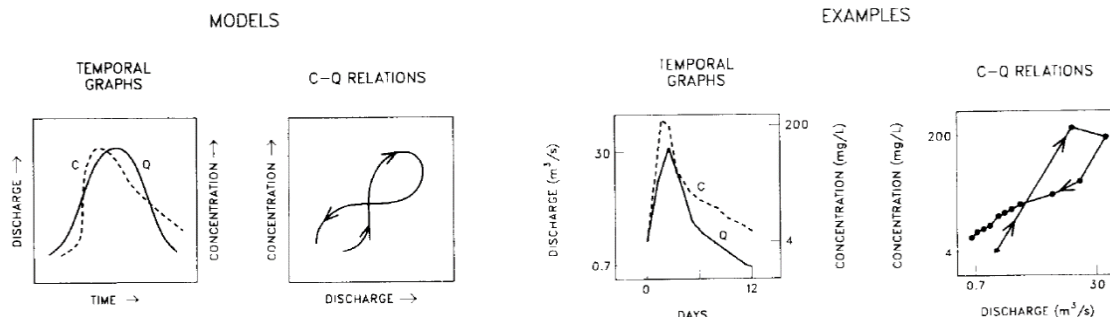 MODELS
EXAMPLES
TEMPORAL
GRAPHS
C-Q RELATIONS
DISCHARGE →
C
Q
CONCENTRATION →
TIME →
CONCENTRATION →
DISCHARGE →
TEMPORAL
GRAPHS
C-Q RELATIONS
DISCHARGE (m³/s)
30
0.7
C
Q
200
4
CONCENTRATION (mg/L)
0
12
DAYS
CONCENTRATION (mg/L)
200
4
0.7
30
DISCHARGE (m³/s)